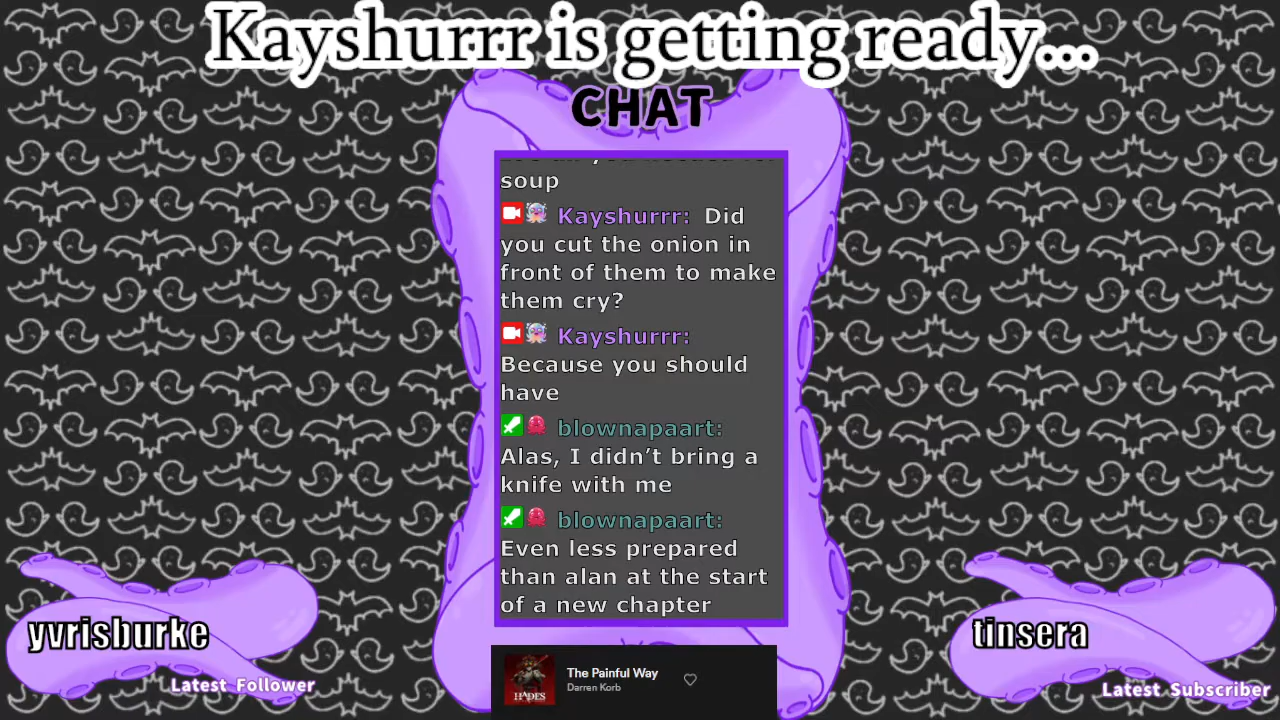 Kayshurrr is getting ready...
CHAT
soup
Kayshurrr: Did
you cut the onion in
front of them to make
them cry?
Kayshurrr:
Because you should
have
blownapaart:
Alas, I didn’t bring a
knife with me
blownapaart:
Even less prepared
than alan at the start
of a new chapter
yvrisburke
Latest Follower
tinsera
Latest Subscriber
HADES
The Painful Way
Darren Korb